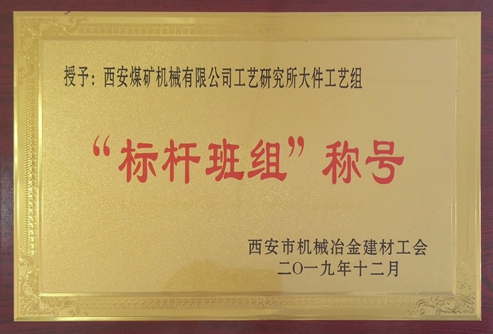 授予：西安煤矿机械有限公司工艺研究所大件工艺组
“标杆班组”称号
西安市机械冶金建材工会
二〇一九年十二月